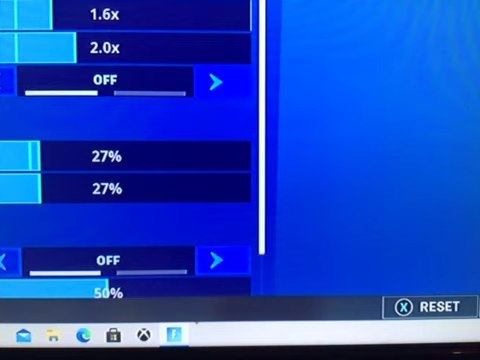 1.6x
2.0x
OFF
27%
27%
OFF
50%
X RESET